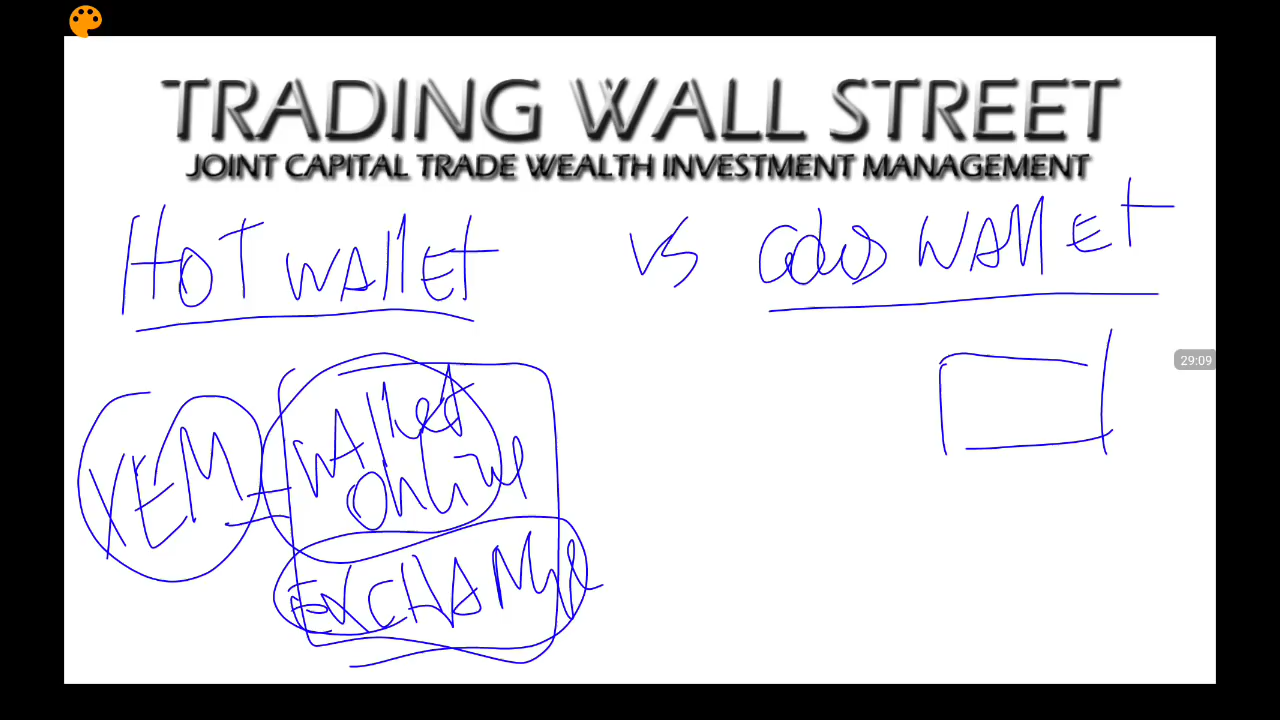 TRADING WALL STREET
JOINT CAPITAL TRADE WEALTH INVESTMENT MANAGEMENT
HOT WALLET VS COLD WALLET
XEM = WALLET
ONLINE
EXCHANGE
29:09